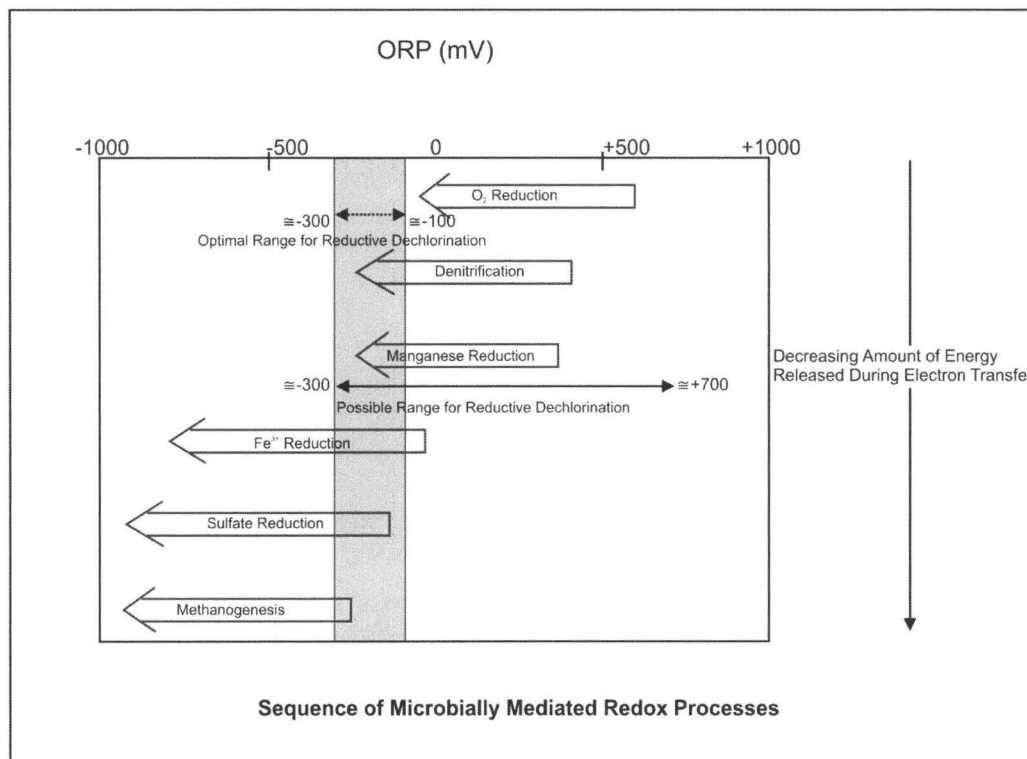 ORP (mV)
-1000 -500 0 +500 +1000
O₂ Reduction
≅-300 ≅-100
Optimal Range for Reductive Dechlorination
Denitrification
Manganese Reduction
Decreasing Amount of Energy
≅-300 ≅+700
Released During Electron Transfe
Possible Range for Reductive Dechlorination
Fe³⁺ Reduction
Sulfate Reduction
Methanogenesis
Sequence of Microbially Mediated Redox Processes